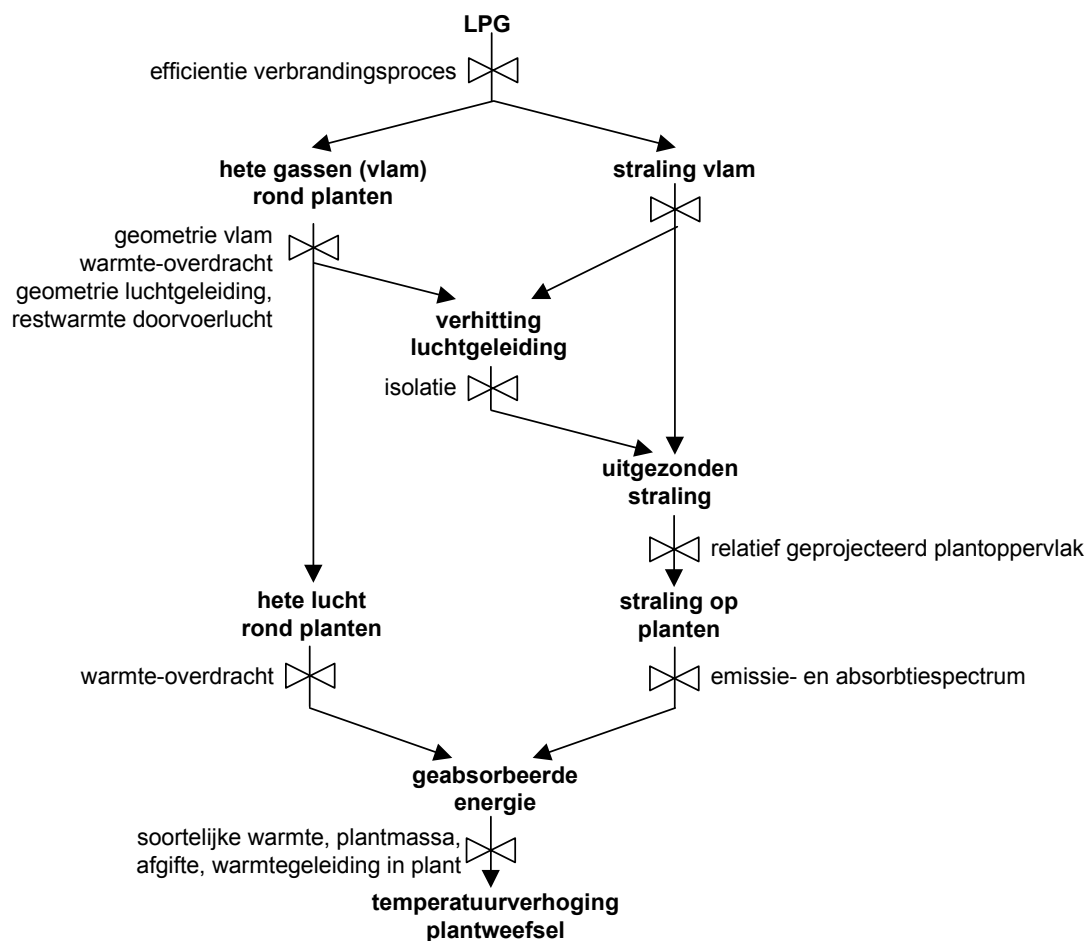 LPG
efficientie verbrandingsproces
hete gassen (vlam)
rond planten
straling vlam
geometrie vlam
warmte-overdracht
geometrie luchtgeleiding,
restwarmte doorvoerlucht
verhitting
luchtgeleiding
isolatie
uitgezonden
straling
relatief geprojecteerd plantoppervlak
hete lucht
rond planten
straling op
planten
warmte-overdracht
emissie- en absorbtiespectrum
geabsorbeerde
energie
soortelijke warmte, plantmassa,
afgifte, warmtegeleiding in plant
temperatuurverhoging
plantweefsel